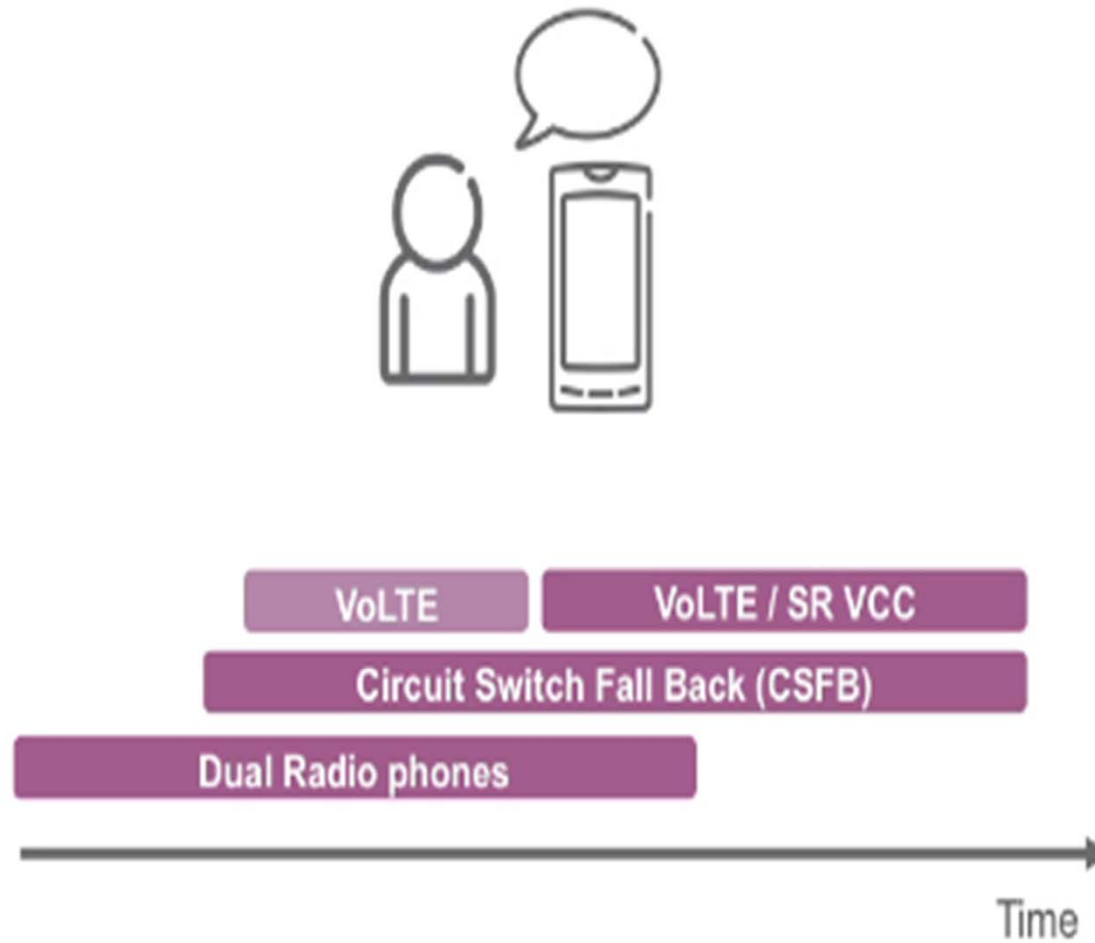 VoLTE
VoLTE / SR VCC
Circuit Switch Fall Back (CSFB)
Dual Radio phones
Time